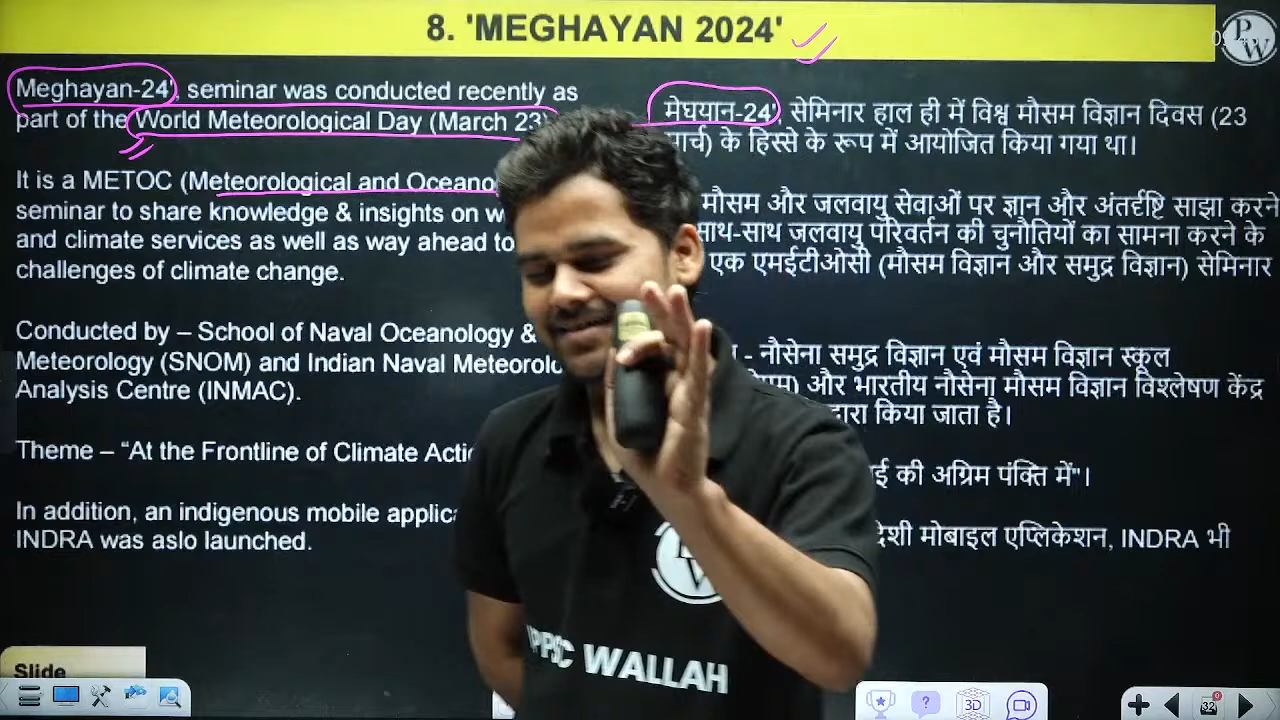 8. 'MEGHAYAN 2024'
PW
Meghayan-24', seminar was conducted recently as
part of the World Meteorological Day (March 23)
It is a METOC (Meteorological and
seminar to share knowledge & insights on
and climate services as well as way ahead to
challenges of climate change.
Conducted by – School of Naval Oceanology &
Meteorology (SNOM) and Indian Naval
Analysis Centre (INMAC).
Theme – “At the Frontline of Climate
In addition, an indigenous mobile
INDRA was aslo launched.
मेघयान-24', सेमिनार हाल ही में विश्व मौसम विज्ञान दिवस (23
के हिस्से के रूप में आयोजित किया गया था।
मौसम और जलवायु सेवाओं पर ज्ञान और अंतर्दृष्टि साझा करने
साथ-साथ जलवायु परिवर्तन की चुनौतियों का सामना करने के
एक एमईटीओसी (मौसम विज्ञान और समुद्र विज्ञान) सेमिनार
- नौसेना समुद्र विज्ञान एवं मौसम विज्ञान स्कूल
और भारतीय नौसेना मौसम विज्ञान विश्लेषण केंद्र
द्वारा किया जाता है।
की अग्रिम पंक्ति में"।
मोबाइल एप्लिकेशन, INDRA भी
WALLAH
Slide
3D
32